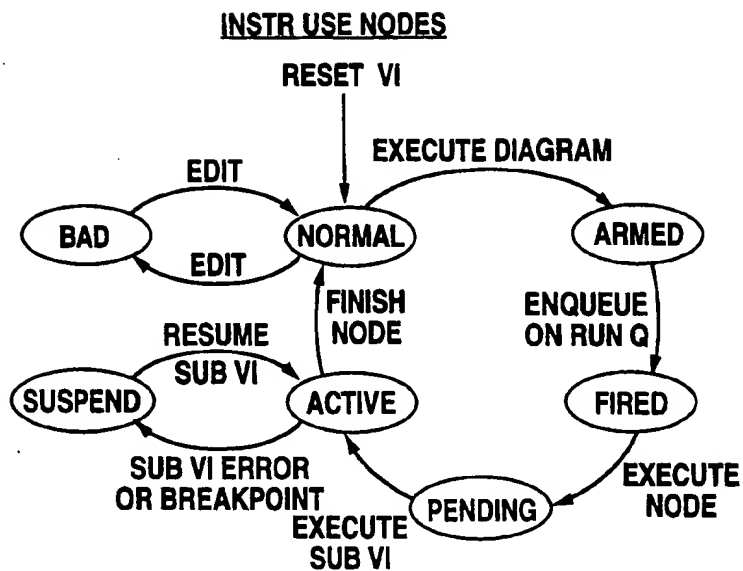 INSTR USE NODES
RESET VI
EXECUTE DIAGRAM
EDIT
BAD
NORMAL
ARMED
EDIT
FINISH
NODE
ENQUEUE
ON RUN Q
RESUME
SUB VI
SUSPEND
ACTIVE
FIRED
SUB VI ERROR
OR BREAKPOINT
EXECUTE
NODE
PENDING
EXECUTE
SUB VI